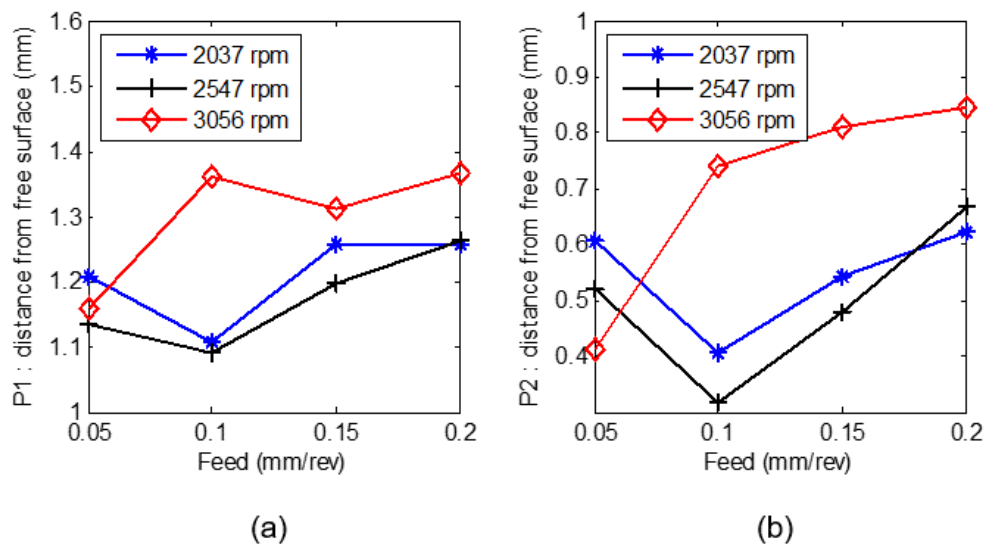 P1 : distance from free surface (mm)
1.6
1.5
1.4
1.3
1.2
1.1
1
2037 rpm
2547 rpm
3056 rpm
0.05 0.1 0.15 0.2
Feed (mm/rev)
(a)
P2 : distance from free surface (mm)
1
0.9
0.8
0.7
0.6
0.5
0.4
2037 rpm
2547 rpm
3056 rpm
0.05 0.1 0.15 0.2
Feed (mm/rev)
(b)